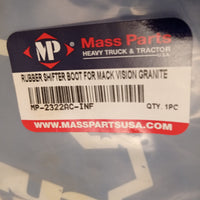 MP
Mass Parts
HEAVY TRUCK & TRACTOR
U.S.A.
RUBBER SHIFTER BOOT FOR MACK VISION GRANITE
MP-2322AC-INF QTY. 1PC
WWW.MASSPARTSUSA.COM